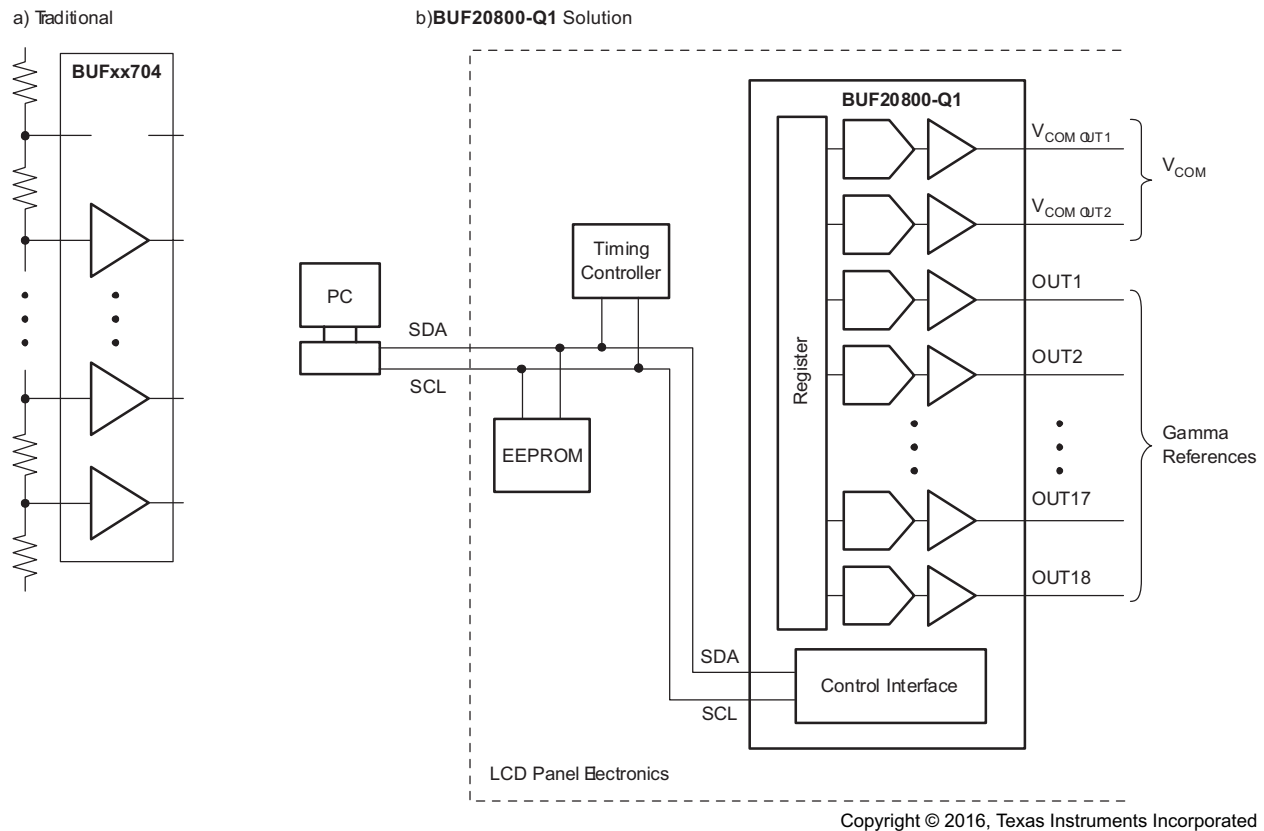 a) Traditional
b)BUF20800-Q1 Solution
BUFxx704
PC
SDA
SCL
Timing
Controller
EEPROM
BUF20800-Q1
Register
VCOM OUT1
VCOM OUT2
VCOM
OUT1
OUT2
OUT17
OUT18
Gamma
References
SDA
SCL
Control Interface
LCD Panel Electronics
Copyright © 2016, Texas Instruments Incorporated